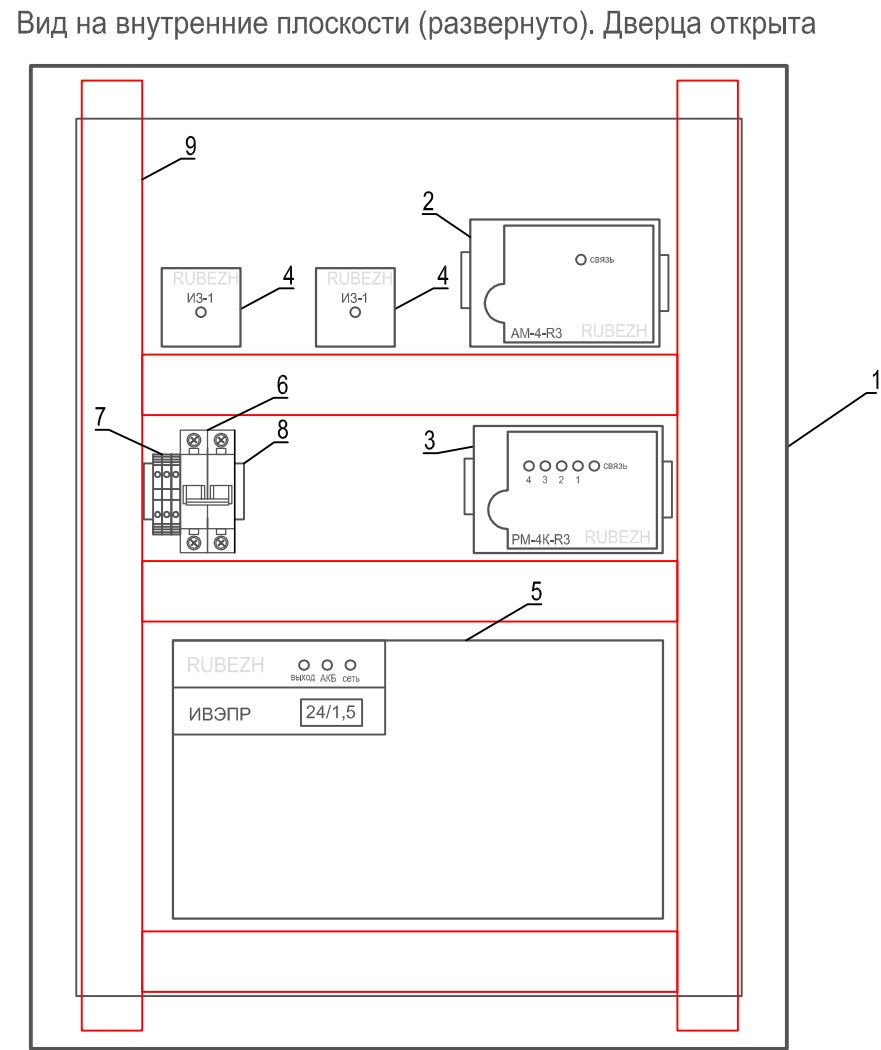 Вид на внутренние плоскости (развернуто). Дверца открыта
9
2
RUBEZH
ИЗ-1
4
RUBEZH
ИЗ-1
4
связь
AM-4-R3 RUBEZH
1
6
7
8
3
связь
4 3 2 1
РМ-4К-R3 RUBEZH
5
RUBEZH
выход АКБ сеть
ИВЭПР 24/1,5